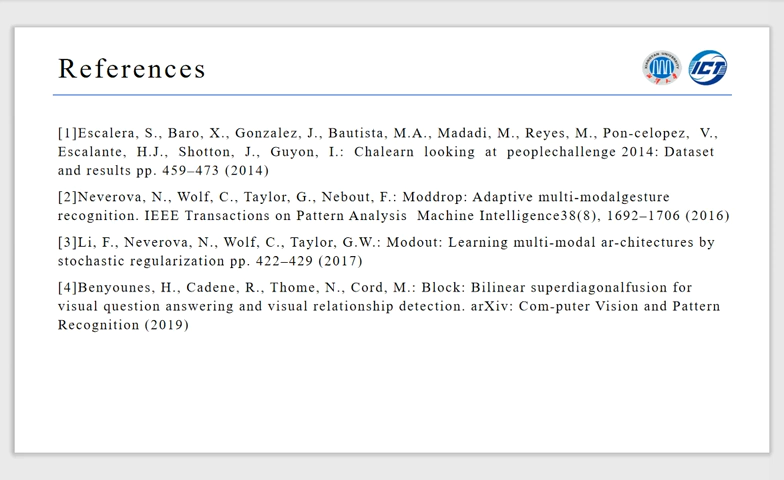 References
ICT
[1]Escalera, S., Baro, X., Gonzalez, J., Bautista, M.A., Madadi, M., Reyes, M., Pon-celopez, V.,
Escalante, H.J., Shotton, J., Guyon, I.: Chalearn looking at peoplechallenge 2014: Dataset
and results pp. 459–473 (2014)
[2]Neverova, N., Wolf, C., Taylor, G., Nebout, F.: Moddrop: Adaptive multi-modalgesture
recognition. IEEE Transactions on Pattern Analysis Machine Intelligence38(8), 1692–1706 (2016)
[3]Li, F., Neverova, N., Wolf, C., Taylor, G.W.: Modout: Learning multi-modal ar-chitectures by
stochastic regularization pp. 422–429 (2017)
[4]Benyounes, H., Cadene, R., Thome, N., Cord, M.: Block: Bilinear superdiagonalfusion for
visual question answering and visual relationship detection. arXiv: Com-puter Vision and Pattern
Recognition (2019)